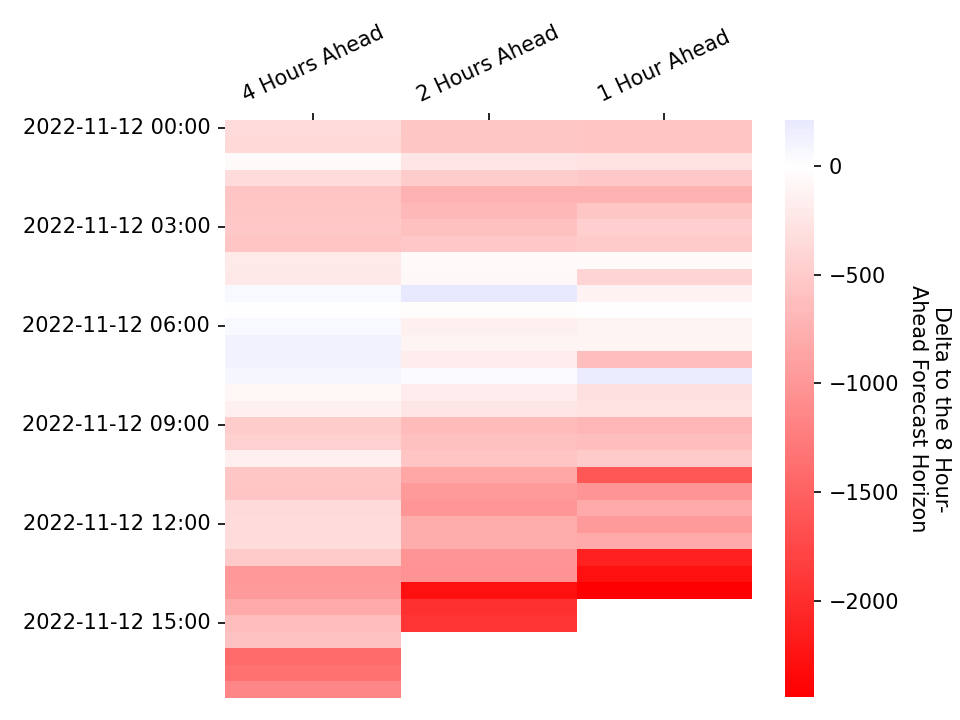 4 Hours Ahead
2 Hours Ahead
1 Hour Ahead
2022-11-12 00:00
2022-11-12 03:00
2022-11-12 06:00
2022-11-12 09:00
2022-11-12 12:00
2022-11-12 15:00
0
−500
−1000
−1500
−2000
Delta to the 8 Hour-
Ahead Forecast Horizon